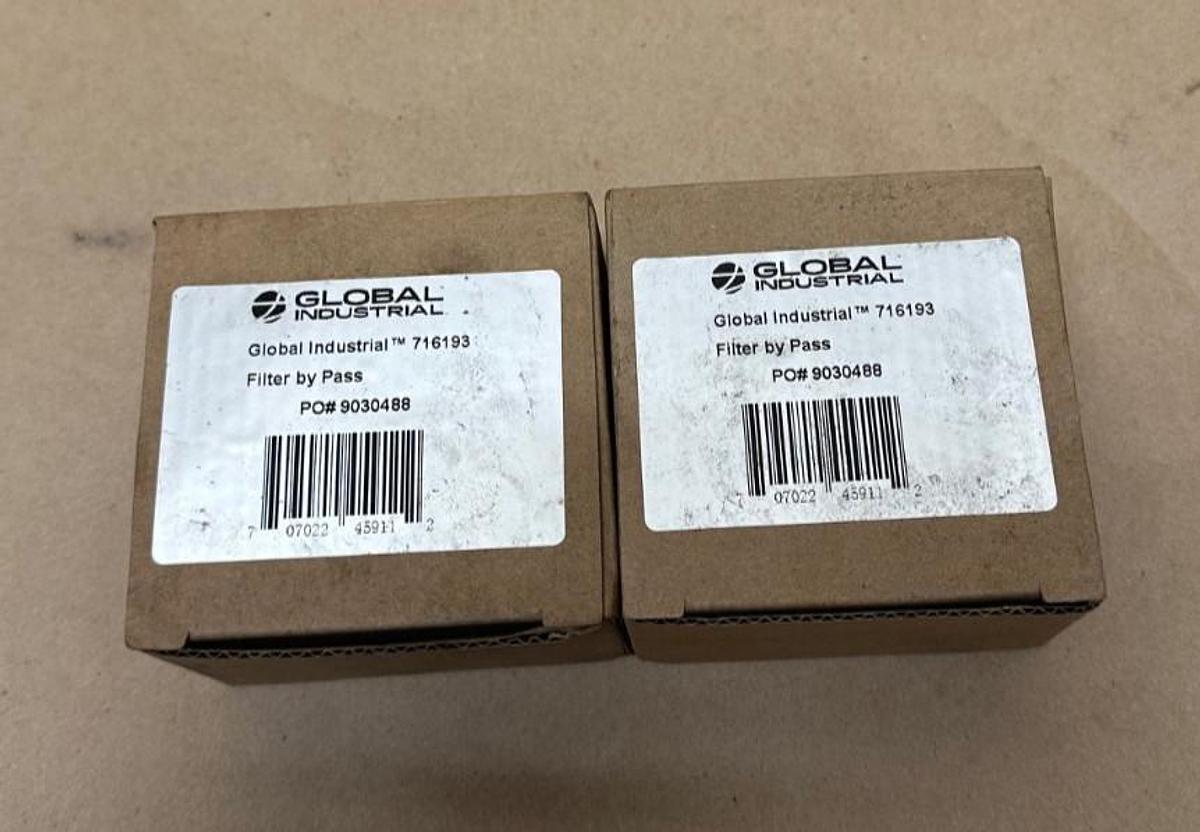 GLOBAL
INDUSTRIAL
Global Industrial™ 716193
Filter by Pass
PO# 9030488
7 07022 45911 2
GLOBAL
INDUSTRIAL
Global Industrial™ 716193
Filter by Pass
PO# 9030488
7 07022 45911 2